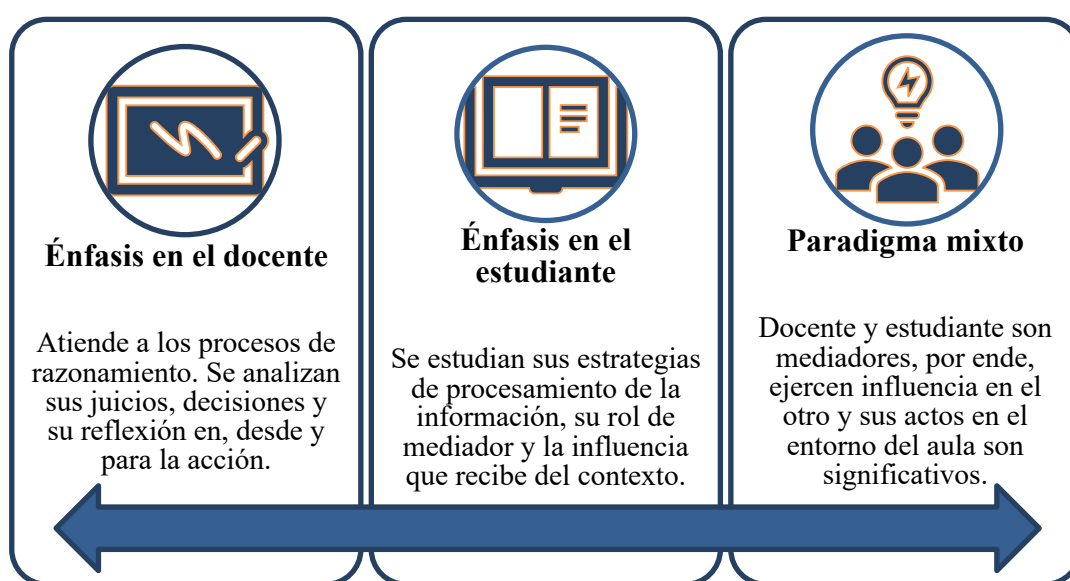 Énfasis en el docente
Atiende a los procesos de
razonamiento. Se analizan
sus juicios, decisiones y
su reflexión en, desde y
para la acción.
Énfasis en el
estudiante
Se estudian sus estrategias
de procesamiento de la
información, su rol de
mediador y la influencia
que recibe del contexto.
Paradigma mixto
Docente y estudiante son
mediadores, por ende,
ejercen influencia en el
otro y sus actos en el
entorno del aula son
significativos.